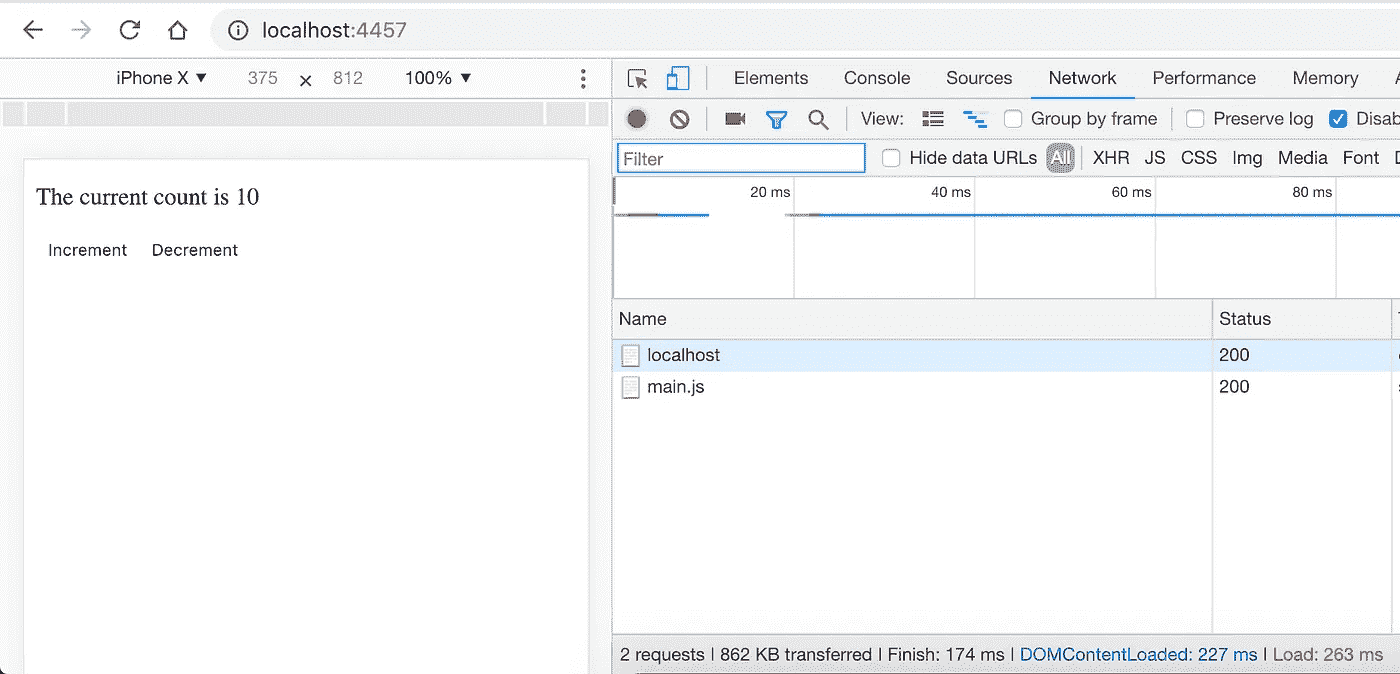 localhost:4457
iPhone X ▼ 375 × 812 100% ▼
Elements Console Sources Network Performance Memory
View: Group by frame Preserve log Disab
Filter Hide data URLs All XHR JS CSS Img Media Font
20 ms 40 ms 60 ms 80 ms
The current count is 10
Increment Decrement
Name Status
localhost 200
main.js 200
2 requests | 862 KB transferred | Finish: 174 ms | DOMContentLoaded: 227 ms | Load: 263 ms